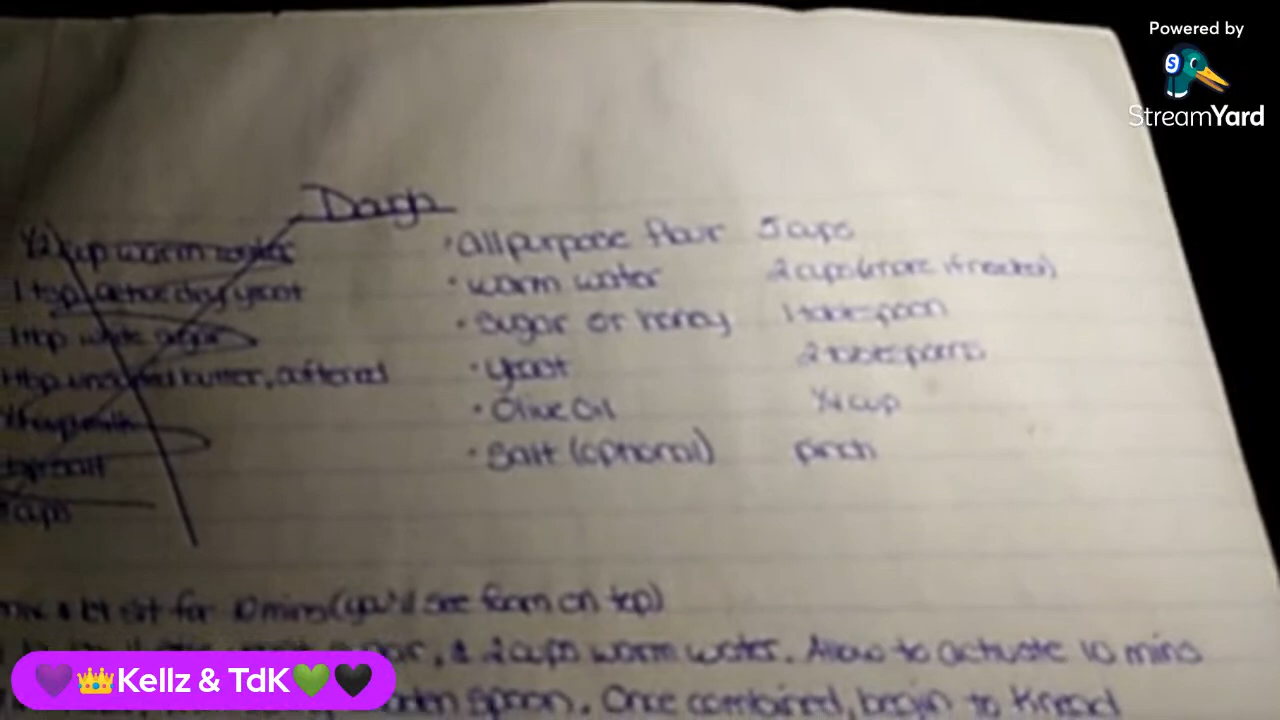 Powered by
StreamYard
Dough
1/2 cup warm water
1 tsp active dry yeast
1 tbp white sugar
unsalted butter, softened
salt
cups
• All purpose flour 5 cups
• warm water 2 cups (more if needed)
• Sugar or honey 1 tablespoon
• yeast 2 tablespoons
• Olive Oil 1/4 cup
• Salt (optional) pinch
mix & let sit for 10 mins (you'll see foam on top)
& 2 cups warm water. Allow to activate 10 mins
spoon. Once combined, begin to knead
💜👑Kellz & TdK💚🖤